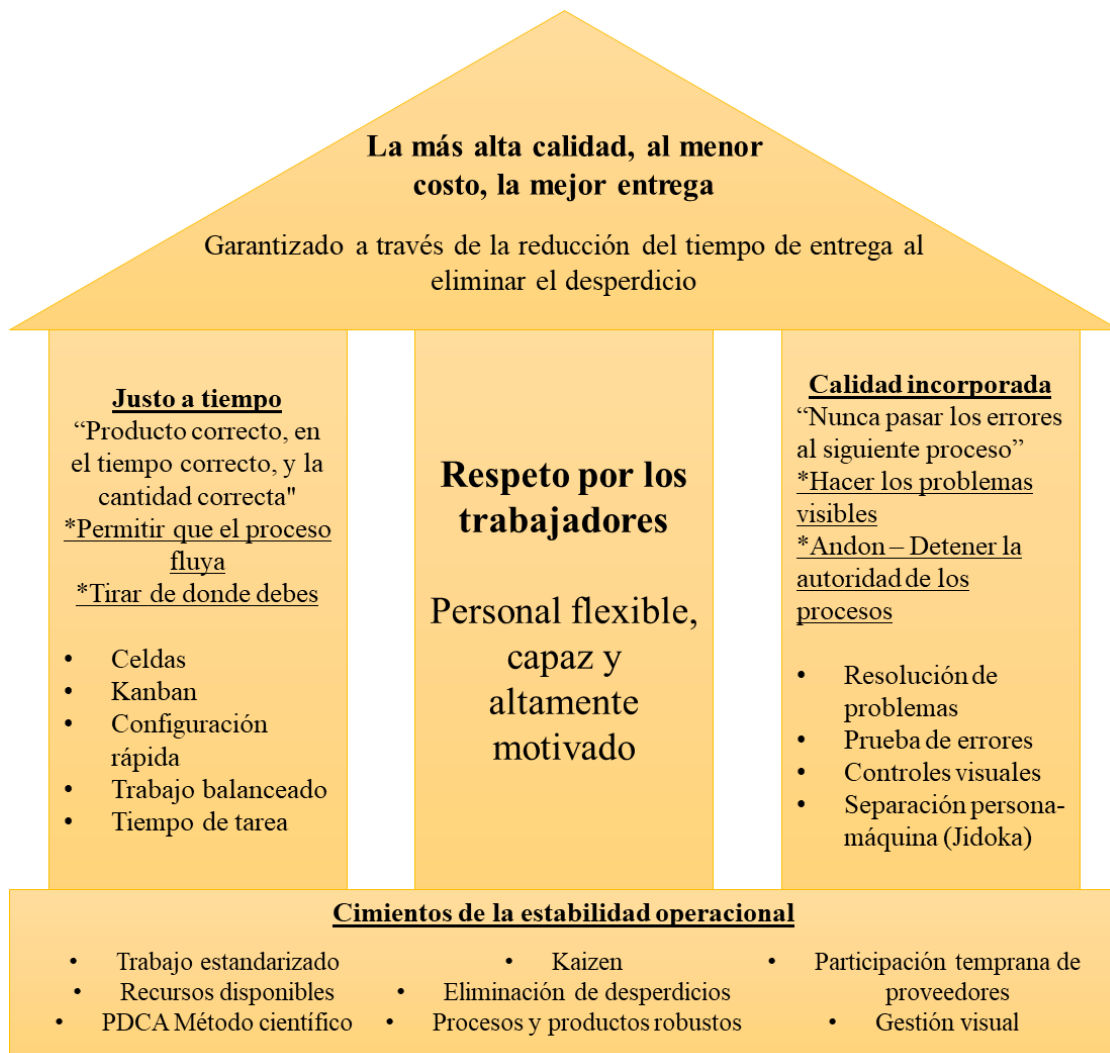 La más alta calidad, al menor
costo, la mejor entrega
Garantizado a través de la reducción del tiempo de entrega al
eliminar el desperdicio
Justo a tiempo
“Producto correcto, en
el tiempo correcto, y la
cantidad correcta"
*Permitir que el proceso
fluya
*Tirar de donde debes
• Celdas
• Kanban
• Configuración
rápida
• Trabajo balanceado
• Tiempo de tarea
Respeto por los
trabajadores
Personal flexible,
capaz y
altamente
motivado
Calidad incorporada
“Nunca pasar los errores
al siguiente proceso”
*Hacer los problemas
visibles
*Andon – Detener la
autoridad de los
procesos
• Resolución de
problemas
• Prueba de errores
• Controles visuales
• Separación persona-
máquina (Jidoka)
Cimientos de la estabilidad operacional
• Trabajo estandarizado
• Recursos disponibles
• PDCA Método científico
• Kaizen
• Eliminación de desperdicios
• Procesos y productos robustos
• Participación temprana de
proveedores
• Gestión visual